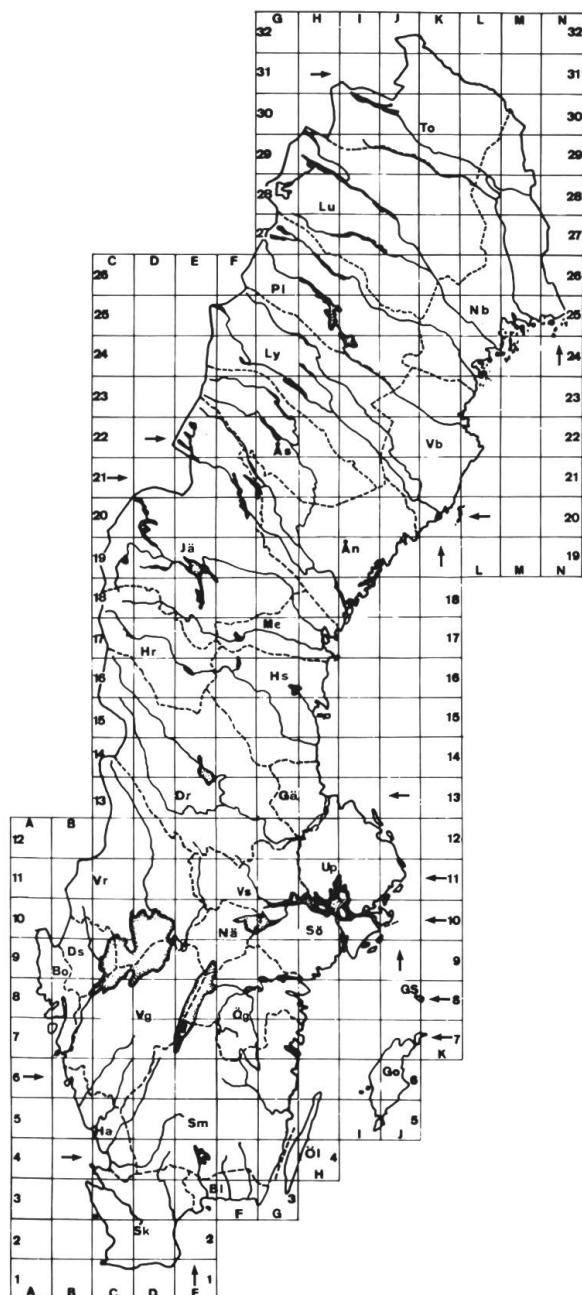 G H I J K L M N
32 32
31 31
30 To 30
29 29
28 28
Lu
27 27
C D E F
26 Pl 26
25 Nb 25
24 Ly 24
23 23
22 Ås Vb 22
21 21
20 20
Än
19 Jä 19
L M N
18 18
Me
17 Hr 17
16 Hs 16
15 15
14 14
13 Dr Gä 13
A B
12 12
11 Vr Vs Up 11
10 Nä Sö 10
Ds
9 Bo 9
GS
8 Vg Ög 8
7 7
K
6 Go 6
5 Ha Sm 5
I J
4 Öl 4
H
3 Bl 3
F G
Sk
2 2
1 1
A B C D E